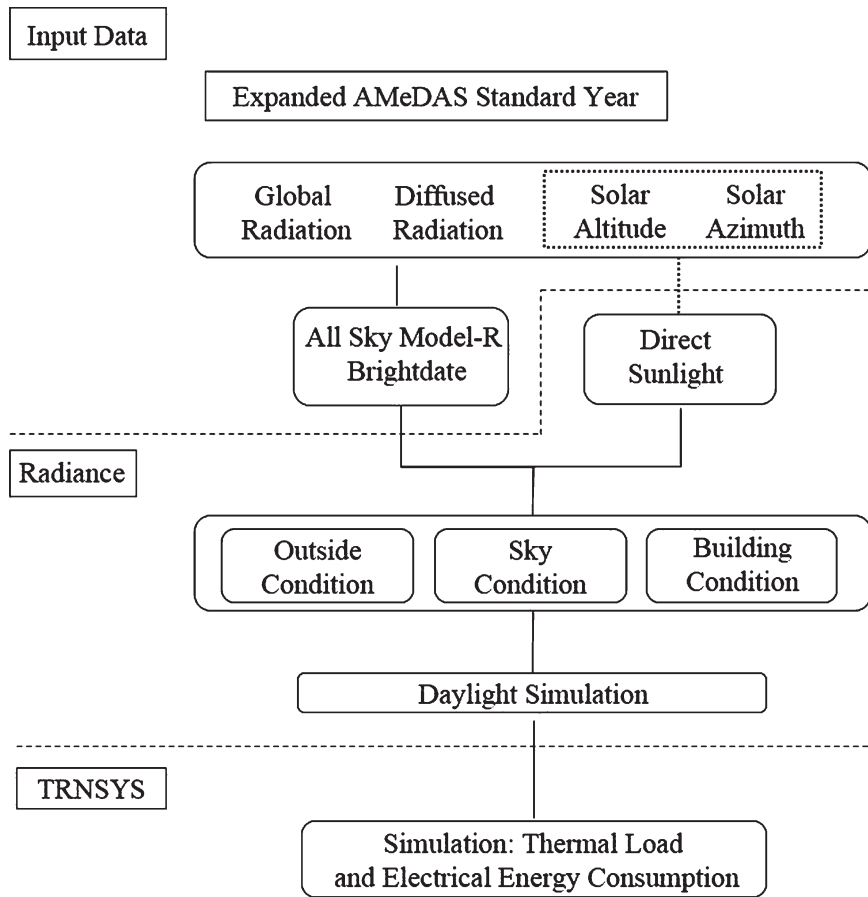 Input Data
Expanded AMeDAS Standard Year
Global
Radiation
Diffused
Radiation
Solar
Altitude
Solar
Azimuth
All Sky Model-R
Brightdate
Direct
Sunlight
Radiance
Outside
Condition
Sky
Condition
Building
Condition
Daylight Simulation
TRNSYS
Simulation: Thermal Load
and Electrical Energy Consumption